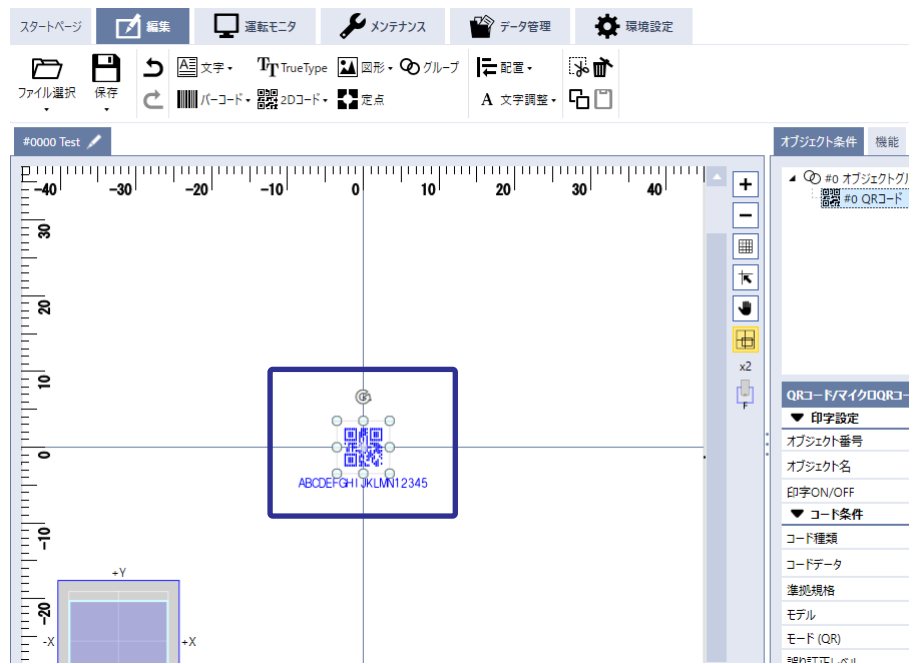 スタートページ 編集 運転モニタ メンテナンス データ管理 環境設定
ファイル選択 保存 文字 TrueType 図形 グループ 配置
バーコード 2Dコード 定点 A 文字調整
#0000 Test
オブジェクト条件 機能
-40 -30 -20 -10 0 10 20 30 40
#0 オブジェクトグル
#0 QRコード
30
20
x2
F
10
QRコード/マイクロQRコー
▼ 印字設定
オブジェクト番号
0
オブジェクト名
ABCDEFGHIJKLMN12345
印字ON/OFF
▼ コード条件
-10
コード種類
コードデータ
+Y
準拠規格
-20
モデル
-X +X
モード (QR)
誤り訂正レベル